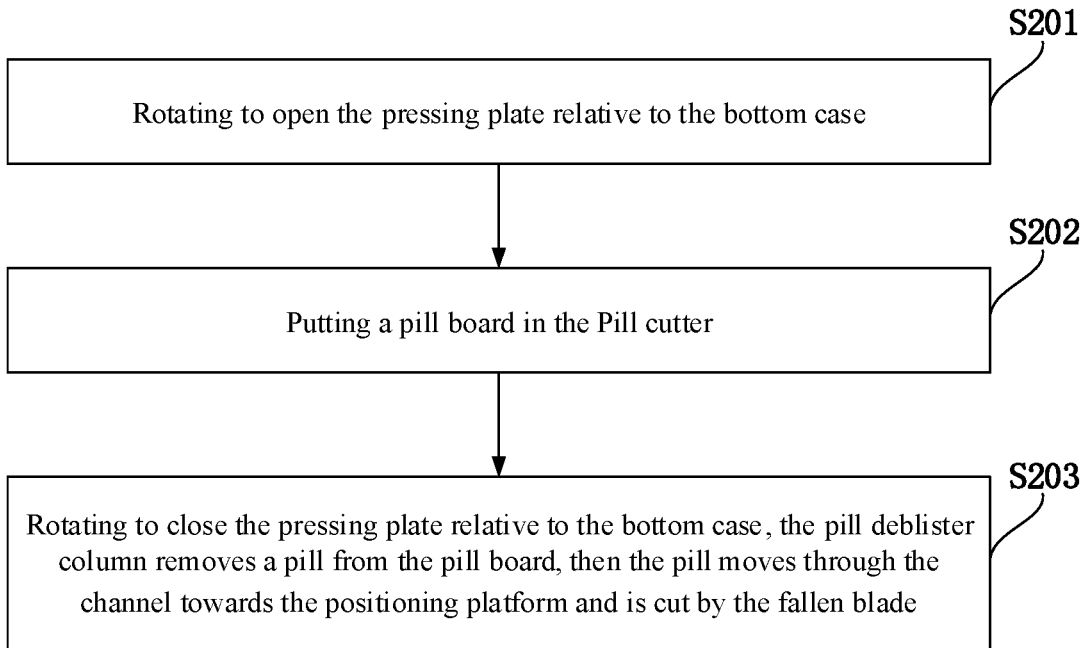 S201
Rotating to open the pressing plate relative to the bottom case
S202
Putting a pill board in the Pill cutter
S203
Rotating to close the pressing plate relative to the bottom case, the pill deblister
column removes a pill from the pill board, then the pill moves through the
channel towards the positioning platform and is cut by the fallen blade